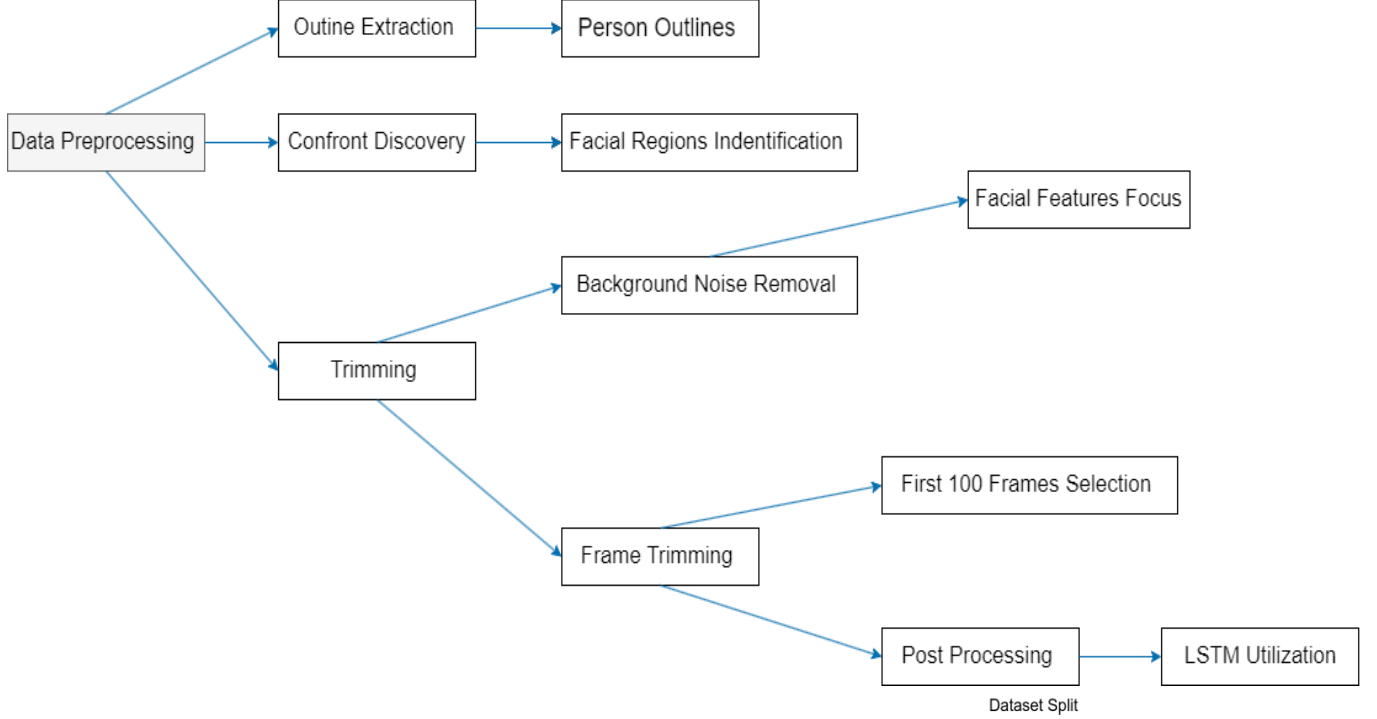 Outine Extraction
Person Outlines
Data Preprocessing
Confront Discovery
Facial Regions Indentification
Facial Features Focus
Background Noise Removal
Trimming
First 100 Frames Selection
Frame Trimming
Post Processing
LSTM Utilization
Dataset Split